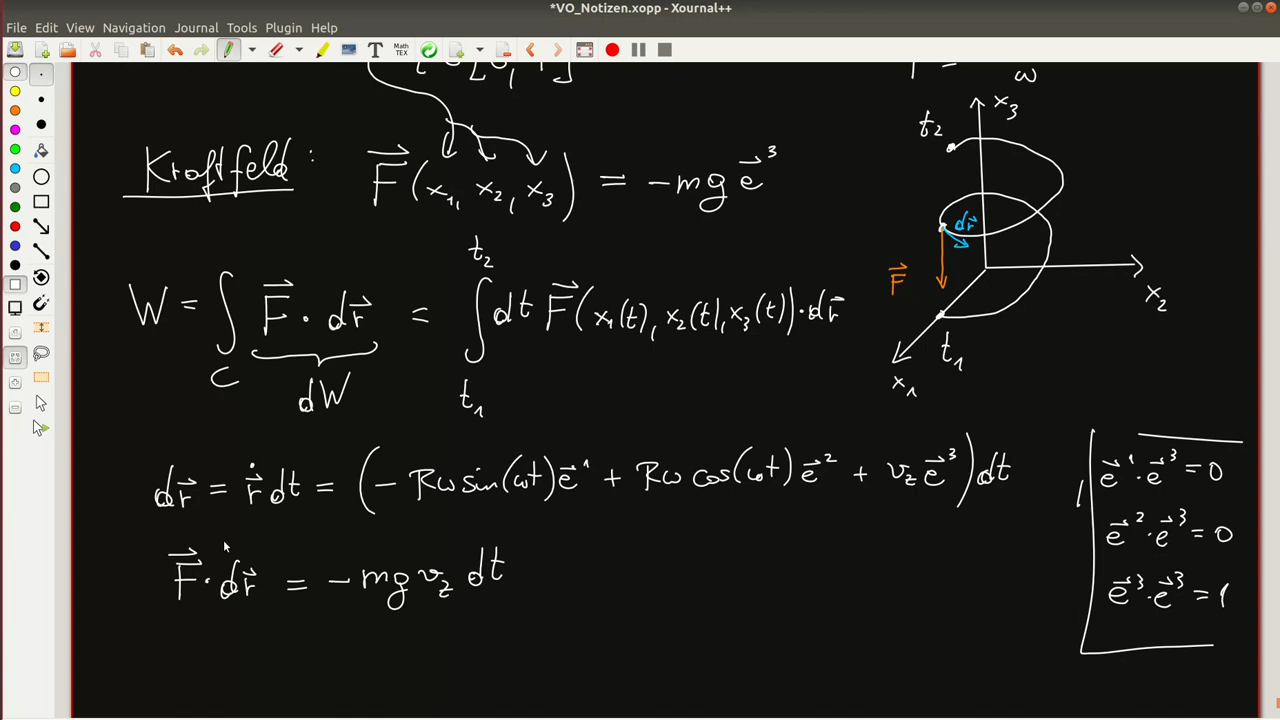 *VO_Notizen.xopp - Xournal++
File Edit View Navigation Journal Tools Plugin Help
Math TEX
ω
Kraftfeld: F⃗(x₁, x₂, x₃) = -mg e⃗³
W = ∫_C F⃗ · dr⃗ = ∫_{t₁}^{t₂} dt F⃗(x₁(t), x₂(t), x₃(t)) · dr⃗
dW
x₃
t₂
dr⃗
F⃗
x₂
t₁
x₁
dr⃗ = ṙ dt = (-Rω sin(ωt) e⃗¹ + Rω cos(ωt) e⃗² + v_z e⃗³) dt
F⃗ · dr⃗ = -mg v_z dt
e⃗¹ · e⃗³ = 0
e⃗² · e⃗³ = 0
e⃗³ · e⃗³ = 1